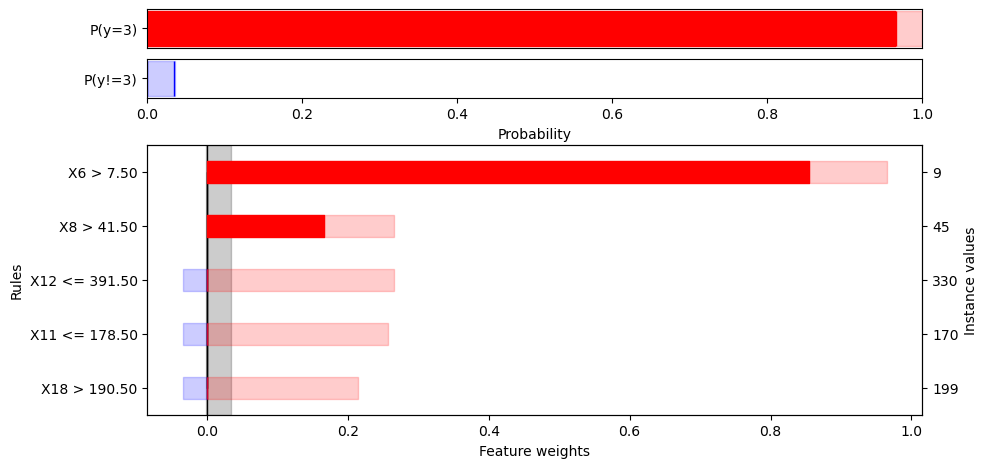 P(y=3)
P(y!=3)
0.0 0.2 0.4 0.6 0.8 1.0
Probability
Rules
X6 > 7.50 9
X8 > 41.50 45
X12 <= 391.50 330
X11 <= 178.50 170
X18 > 190.50 199
Instance values
0.0 0.2 0.4 0.6 0.8 1.0
Feature weights